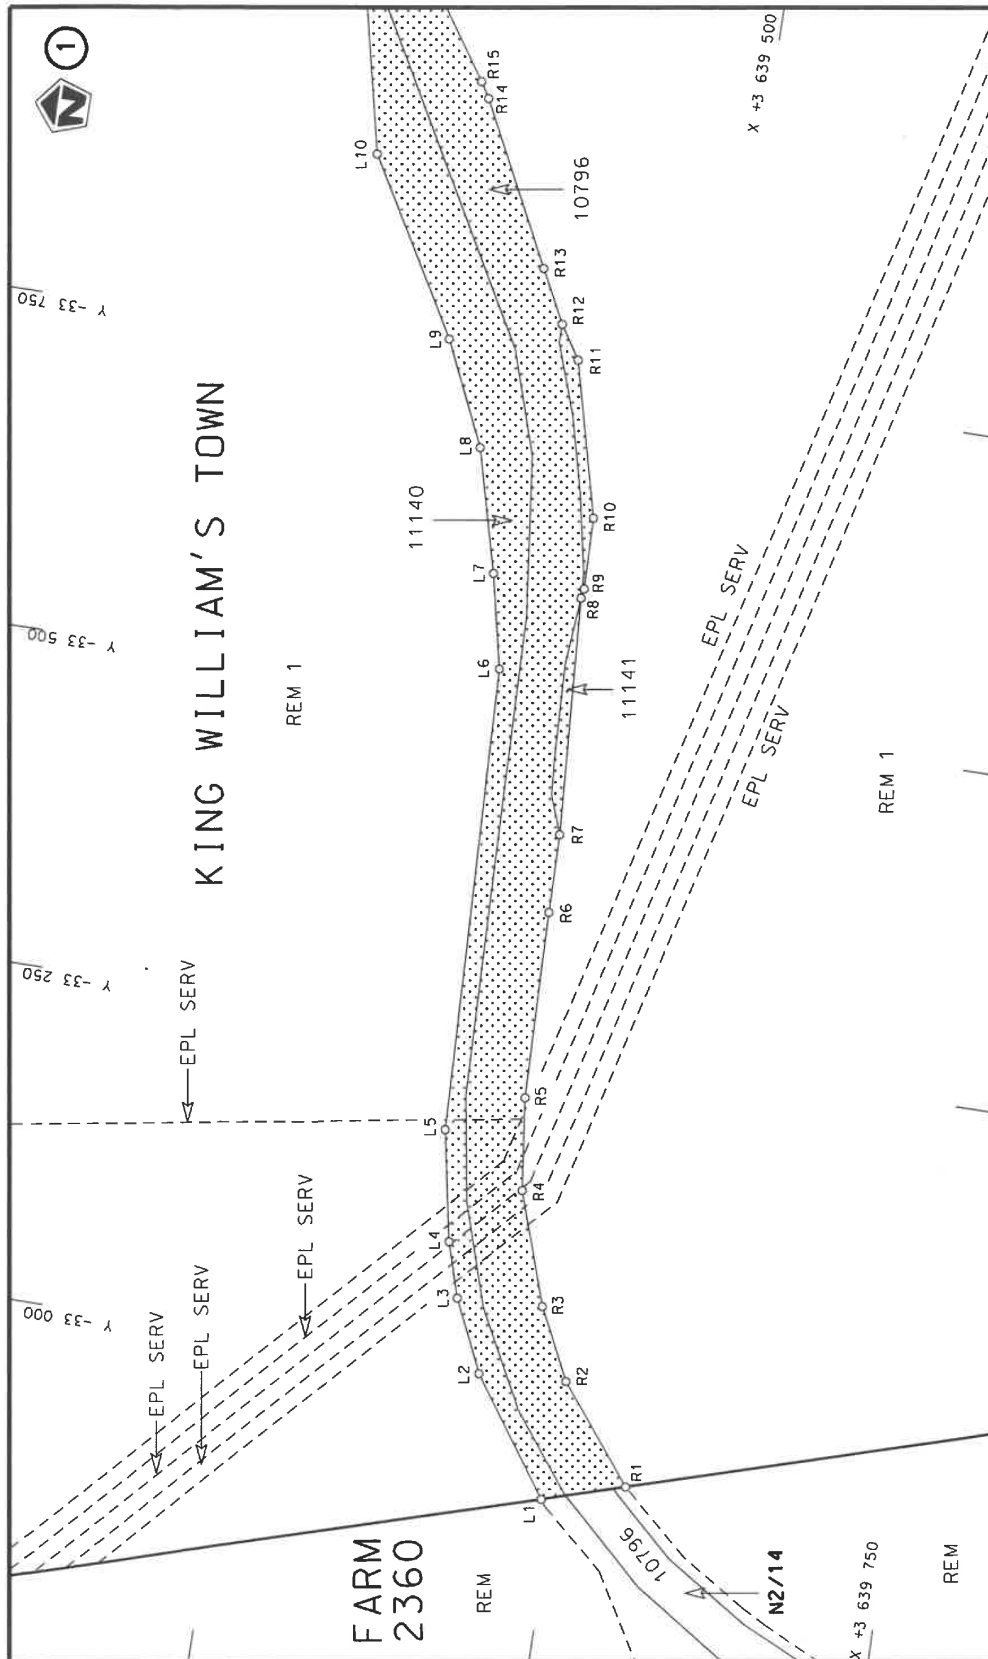 1
N
Y -33 750
Y -33 500
Y -33 250
Y -33 000
X +3 639 500
X +3 639 750
KING WILLIAM'S TOWN
REM 1
REM 1
FARM
2360
REM
REM
N2/14
10796
10796
11140
11141
EPL SERV
EPL SERV
EPL SERV
EPL SERV
EPL SERV
EPL SERV
L1
L2
L3
L4
L5
L6
L7
L8
L9
L10
R1
R2
R3
R4
R5
R6
R7
R8
R9
R10
R11
R12
R13
R14
R15